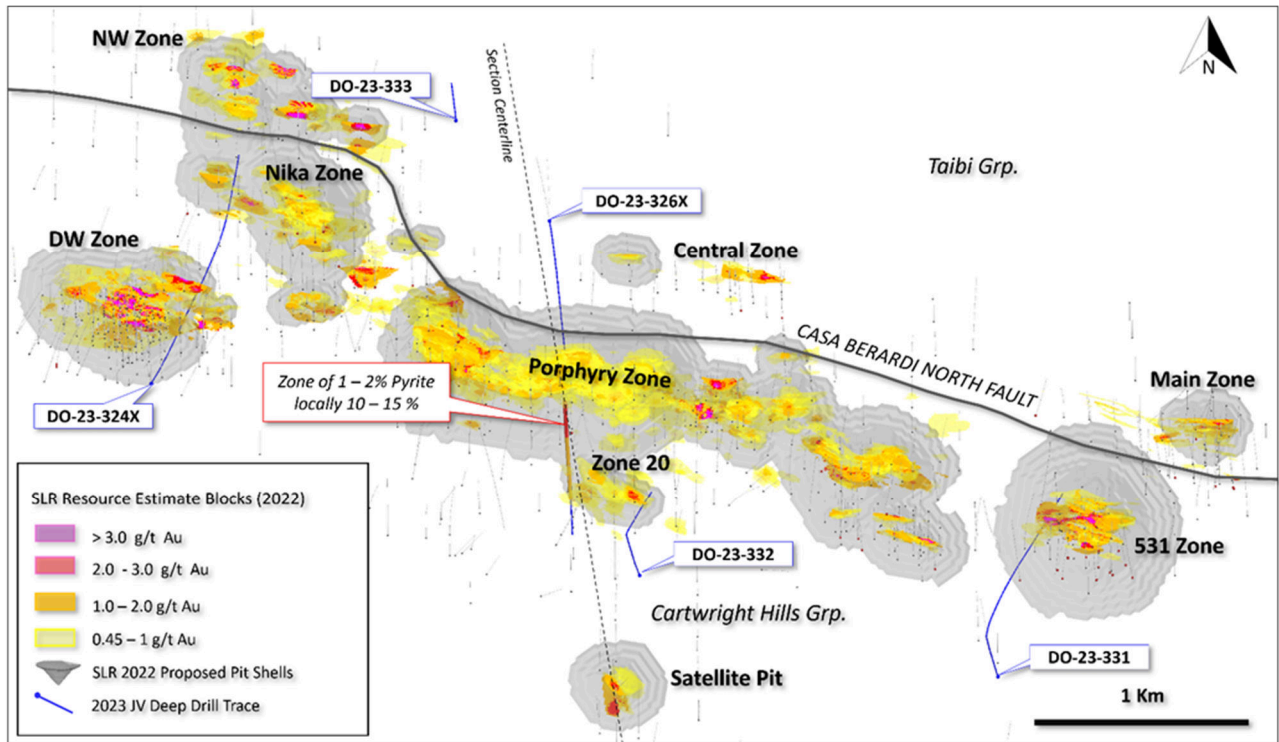 NW Zone
DO-23-333
Section Centerline
N
Taibi Grp.
Nika Zone
DO-23-326X
DW Zone
Central Zone
CASA BERARDI NORTH FAULT
Porphyry Zone
Zone of 1 – 2% Pyrite
locally 10 – 15 %
Main Zone
DO-23-324X
Zone 20
531 Zone
DO-23-332
Cartwright Hills Grp.
DO-23-331
Satellite Pit
1 Km
SLR Resource Estimate Blocks (2022)
> 3.0 g/t Au
2.0 - 3.0 g/t Au
1.0 – 2.0 g/t Au
0.45 – 1 g/t Au
SLR 2022 Proposed Pit Shells
2023 JV Deep Drill Trace